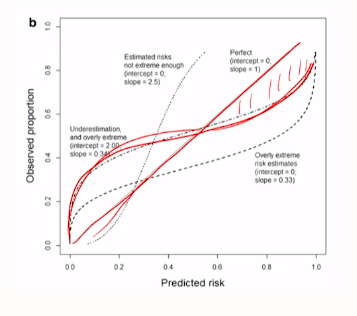 b
Estimated risks
not extreme enough
(intercept = 0;
slope = 2.5)
Perfect
(intercept = 0;
slope = 1)
Underestimation,
and overly extreme
(intercept = 2.00
slope = 0.34)
Overly extreme
risk estimates
(intercept = 0;
slope = 0.33)
Observed proportion
1.0
0.8
0.6
0.4
0.2
0.0
0.0 0.2 0.4 0.6 0.8 1.0
Predicted risk